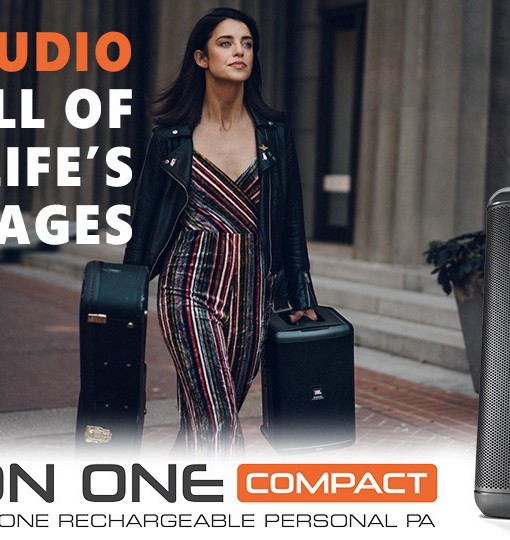 UDIO
LL OF
LIFE'S
AGES
JBL
ON ONE COMPACT
ONE RECHARGEABLE PERSONAL PA